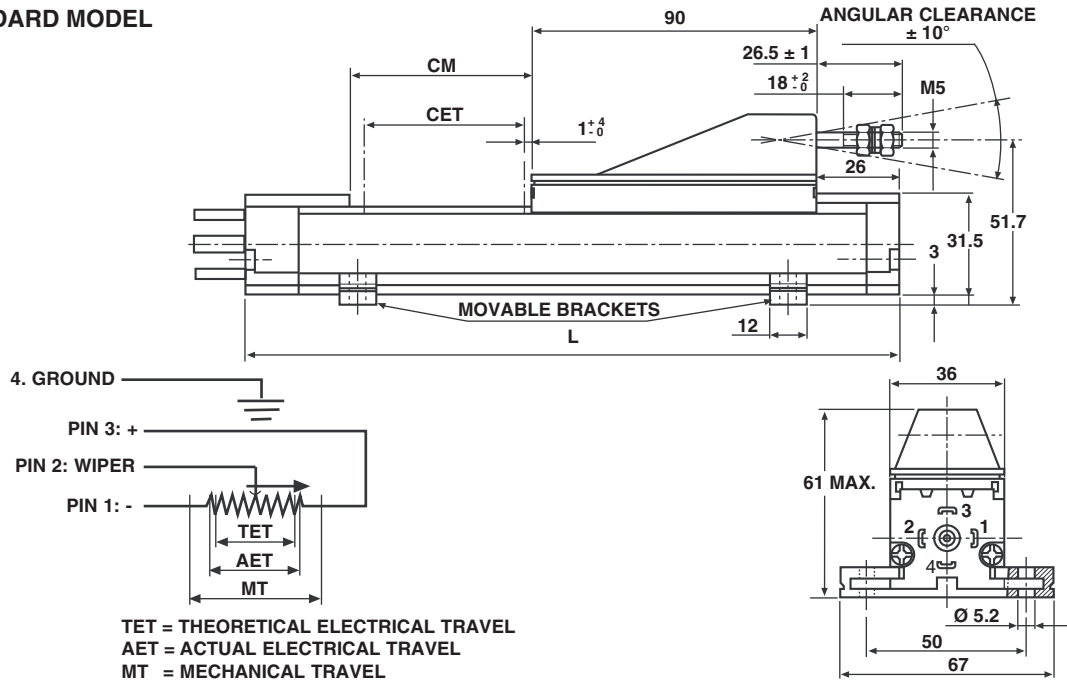 DARD MODEL
90
ANGULAR CLEARANCE
± 10°
26.5 ± 1
CM
18 +2 -0
M5
CET
1 +4 -0
26
51.7
31.5
3
MOVABLE BRACKETS
12
L
4. GROUND
PIN 3: +
PIN 2: WIPER
PIN 1: -
TET
AET
MT
36
61 MAX.
3
2
1
4
Ø 5.2
50
67
TET = THEORETICAL ELECTRICAL TRAVEL
AET = ACTUAL ELECTRICAL TRAVEL
MT = MECHANICAL TRAVEL